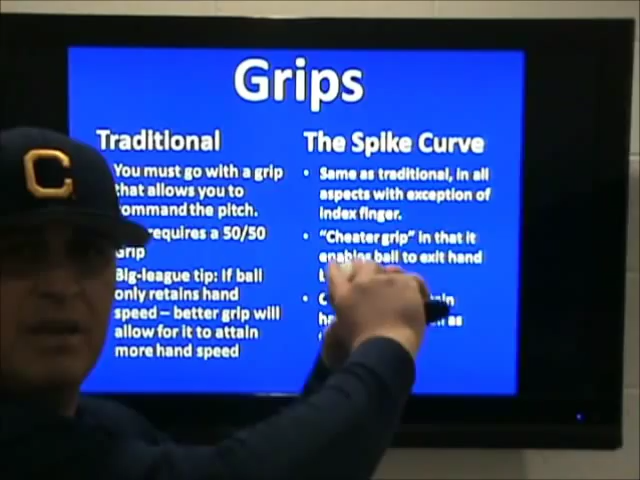 C
Grips
Traditional
You must go with a grip
that allows you to
command the pitch.
requires a 50/50
Grip
Big-league tip: If ball
only retains hand
speed – better grip will
allow for it to attain
more hand speed
The Spike Curve
• Same as traditional, in all
aspects with exception of
index finger.
• "Cheater grip" in that it
enables ball to exit hand
•
as